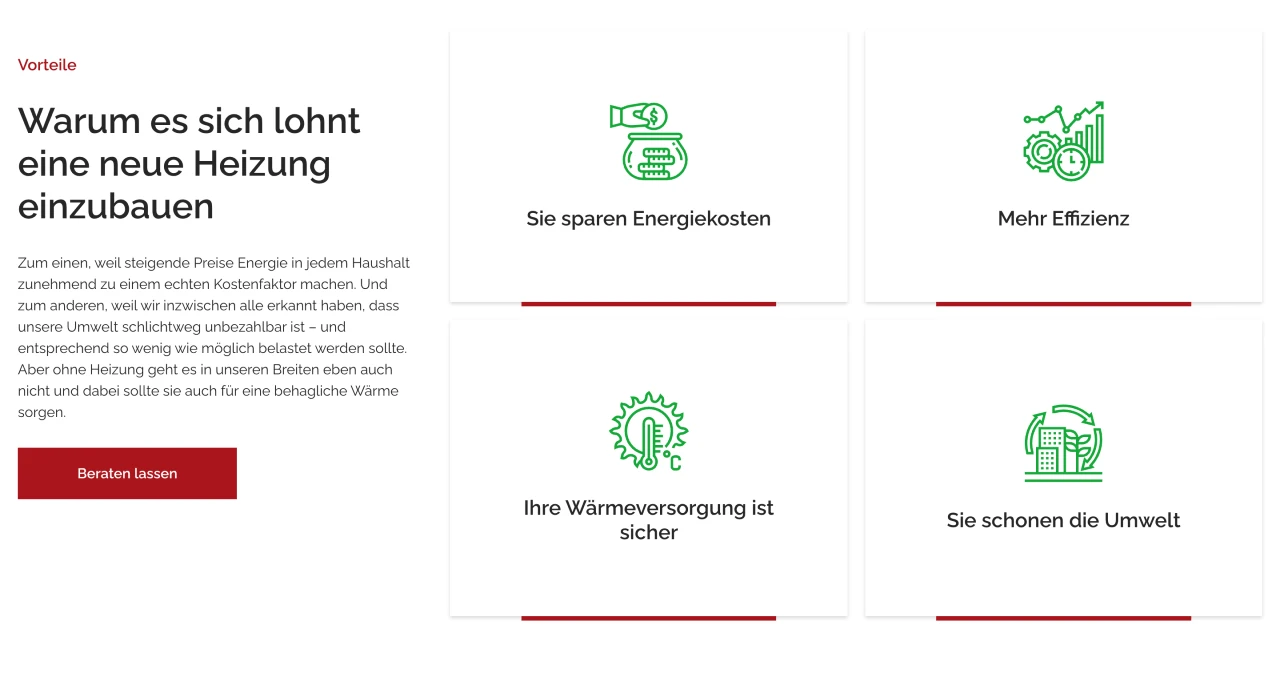 Vorteile
Warum es sich lohnt
eine neue Heizung
einzubauen
Zum einen, weil steigende Preise Energie in jedem Haushalt
zunehmend zu einem echten Kostenfaktor machen. Und
zum anderen, weil wir inzwischen alle erkannt haben, dass
unsere Umwelt schlichtweg unbezahlbar ist – und
entsprechend so wenig wie möglich belastet werden sollte.
Aber ohne Heizung geht es in unseren Breiten eben auch
nicht und dabei sollte sie auch für eine behagliche Wärme
sorgen.
Beraten lassen
$
Sie sparen Energiekosten
Mehr Effizienz
°C
Ihre Wärmeversorgung ist
sicher
Sie schonen die Umwelt